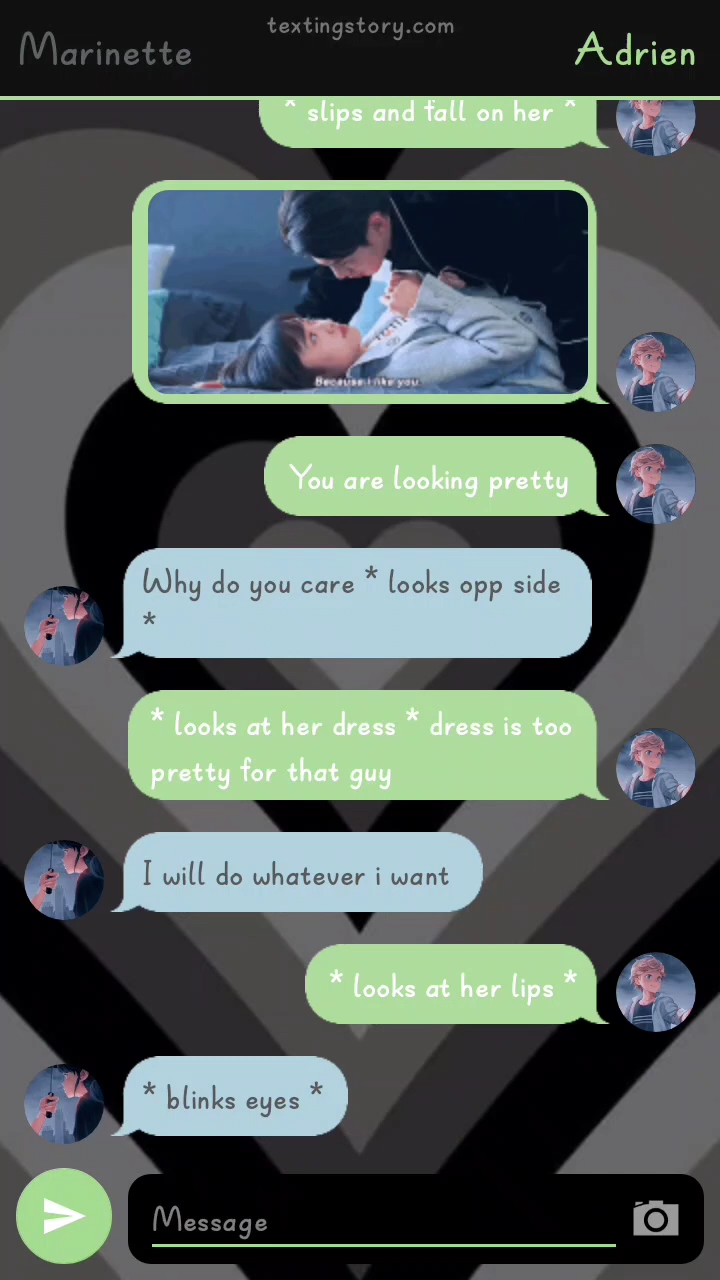 textingstory.com
Marinette
Adrien
* slips and fall on her *
Because I like you.
You are looking pretty
Why do you care * looks opp side
*
* looks at her dress * dress is too
pretty for that guy
I will do whatever i want
* looks at her lips *
* blinks eyes *
Message